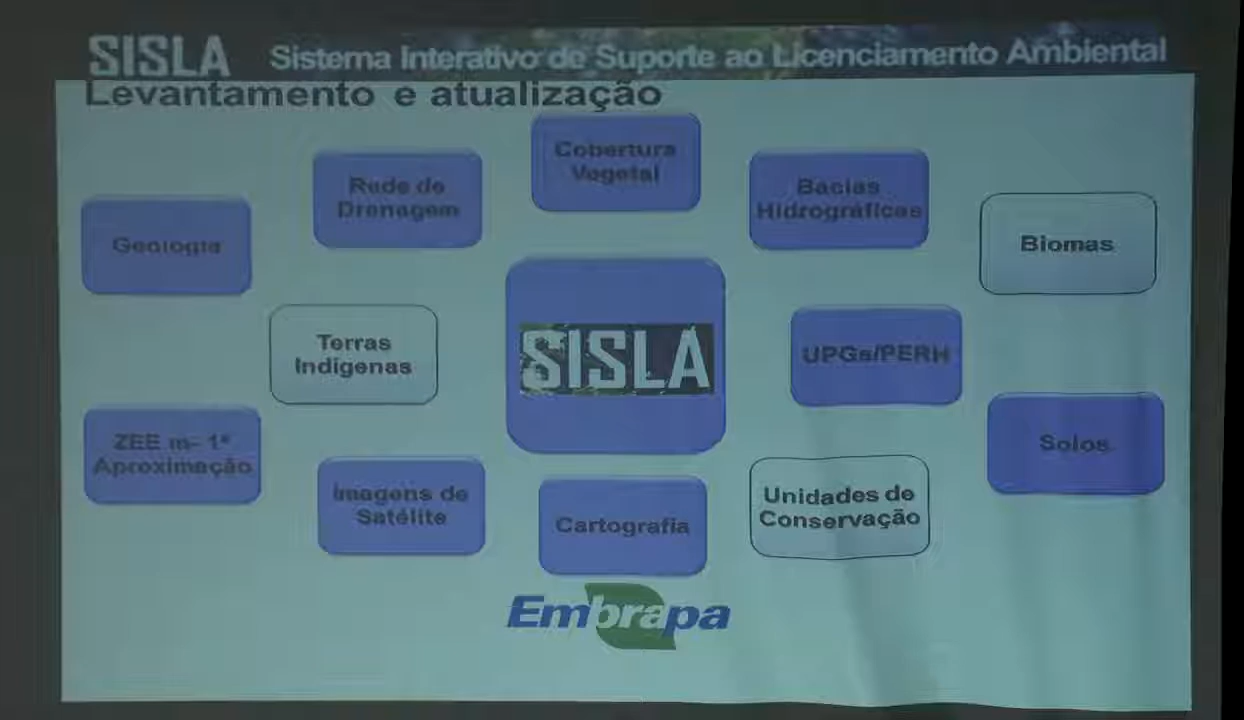 SISLA Sistema Interativo de Suporte ao Licenciamento Ambiental
Levantamento e atualização
Cobertura
Vegetal
Rede de
Drenagem
Bacias
Hidrográficas
Geologia
Biomas
Terras
Indígenas
SISLA
UPGs/PERH
ZEE m- 1ª
Aproximação
Solos
Imagens de
Satélite
Cartografia
Unidades de
Conservação
Embrapa